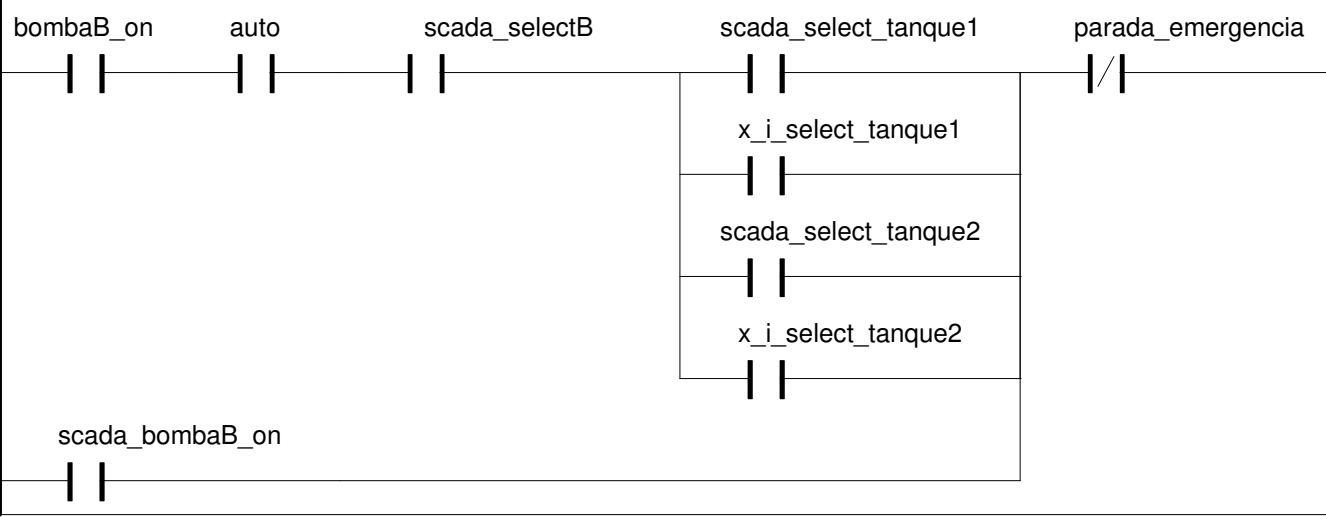 bombaB_on auto scada_selectB scada_select_tanque1 parada_emergencia
x_i_select_tanque1
scada_select_tanque2
x_i_select_tanque2
scada_bombaB_on